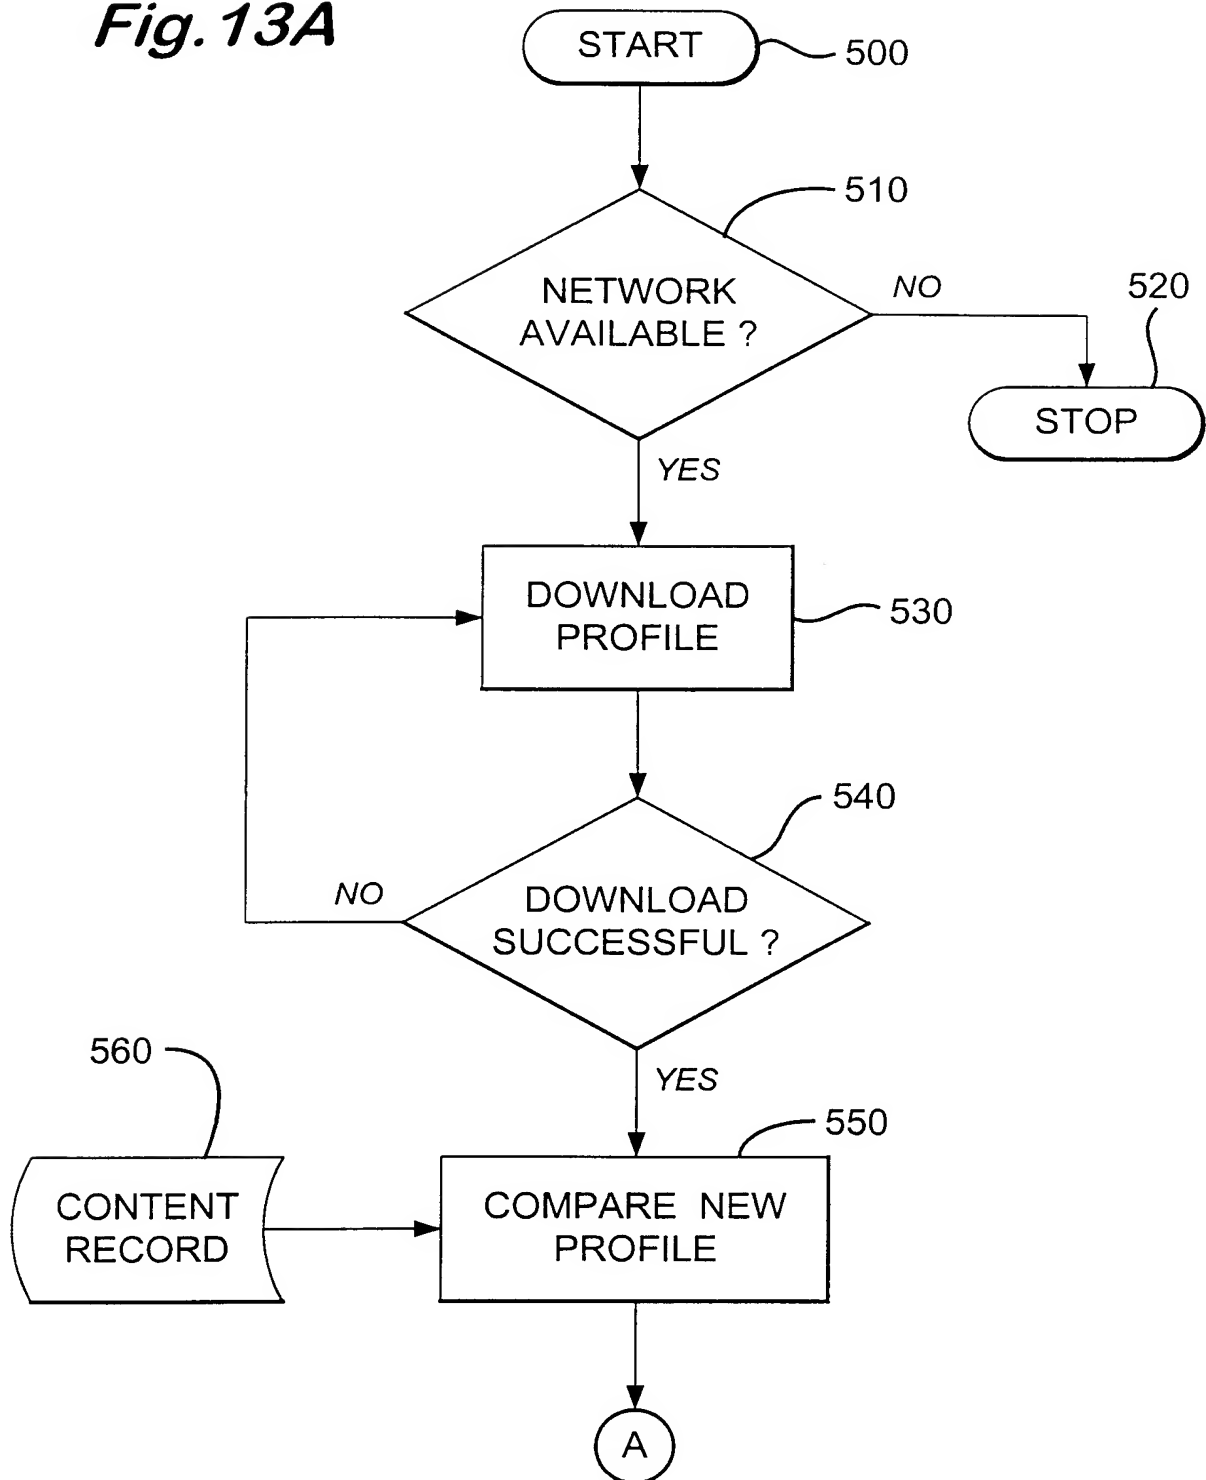 Fig.13A
START
500
510
NETWORK
AVAILABLE ?
NO
520
STOP
YES
DOWNLOAD
PROFILE
530
540
NO
DOWNLOAD
SUCCESSFUL ?
560
YES
550
CONTENT
RECORD
COMPARE NEW
PROFILE
A